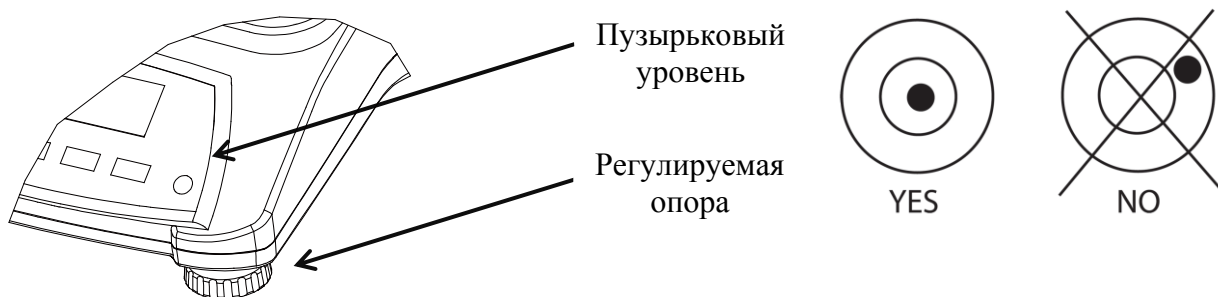 Пузырьковый
уровень
Регулируемая
опора
YES
NO